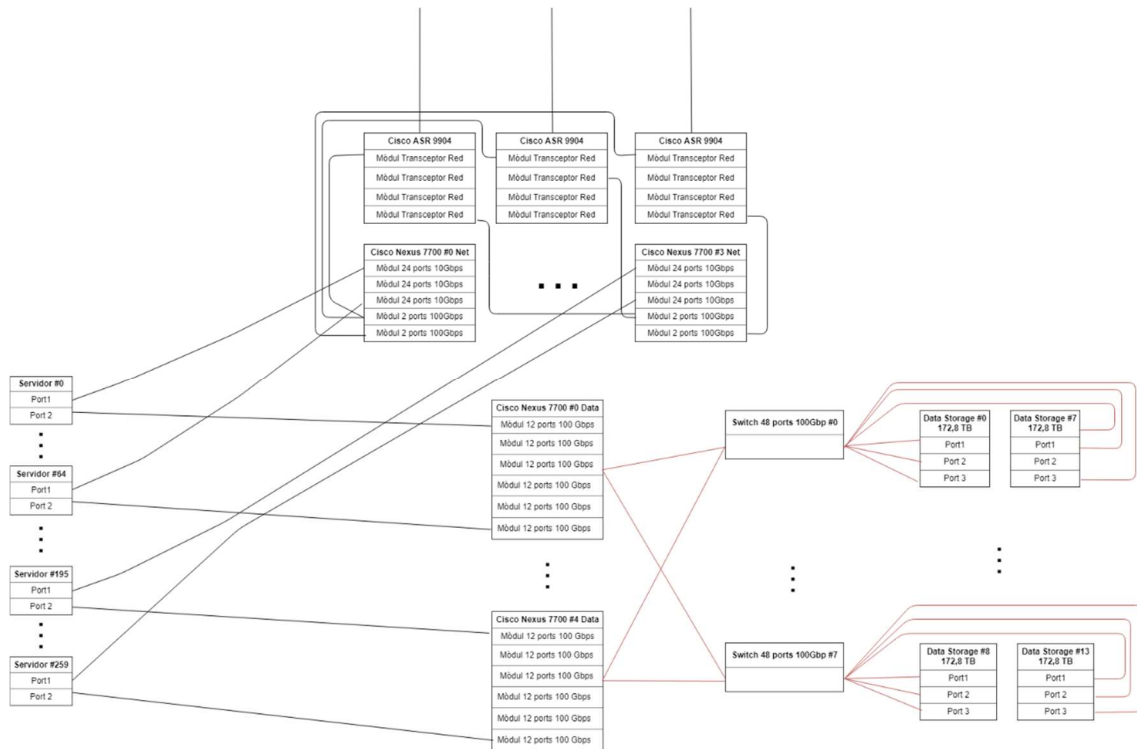 Cisco ASR 9904
Mòdul Transceptor Red
Mòdul Transceptor Red
Mòdul Transceptor Red
Mòdul Transceptor Red
Cisco ASR 9904
Mòdul Transceptor Red
Mòdul Transceptor Red
Mòdul Transceptor Red
Mòdul Transceptor Red
Cisco ASR 9904
Mòdul Transceptor Red
Mòdul Transceptor Red
Mòdul Transceptor Red
Mòdul Transceptor Red
Cisco Nexus 7700 #0 Net
Mòdul 24 ports 10Gbps
Mòdul 24 ports 10Gbps
Mòdul 24 ports 10Gbps
Mòdul 2 ports 100Gbps
Mòdul 2 ports 100Gbps
Cisco Nexus 7700 #3 Net
Mòdul 24 ports 10Gbps
Mòdul 24 ports 10Gbps
Mòdul 24 ports 10Gbps
Mòdul 2 ports 100Gbps
Mòdul 2 ports 100Gbps
Servidor #0
Port1
Port 2
Servidor #64
Port1
Port 2
Servidor #195
Port1
Port 2
Servidor #259
Port1
Port 2
Cisco Nexus 7700 #0 Data
Mòdul 12 ports 100 Gbps
Mòdul 12 ports 100 Gbps
Mòdul 12 ports 100 Gbps
Mòdul 12 ports 100 Gbps
Mòdul 12 ports 100 Gbps
Mòdul 12 ports 100 Gbps
Cisco Nexus 7700 #4 Data
Mòdul 12 ports 100 Gbps
Mòdul 12 ports 100 Gbps
Mòdul 12 ports 100 Gbps
Mòdul 12 ports 100 Gbps
Mòdul 12 ports 100 Gbps
Mòdul 12 ports 100 Gbps
Switch 48 ports 100Gbp #0
Switch 48 ports 100Gbp #7
Data Storage #0
172,8 TB
Port1
Port 2
Port 3
Data Storage #7
172,8 TB
Port1
Port 2
Port 3
Data Storage #8
172,8 TB
Port1
Port 2
Port 3
Data Storage #13
172,8 TB
Port1
Port 2
Port 3